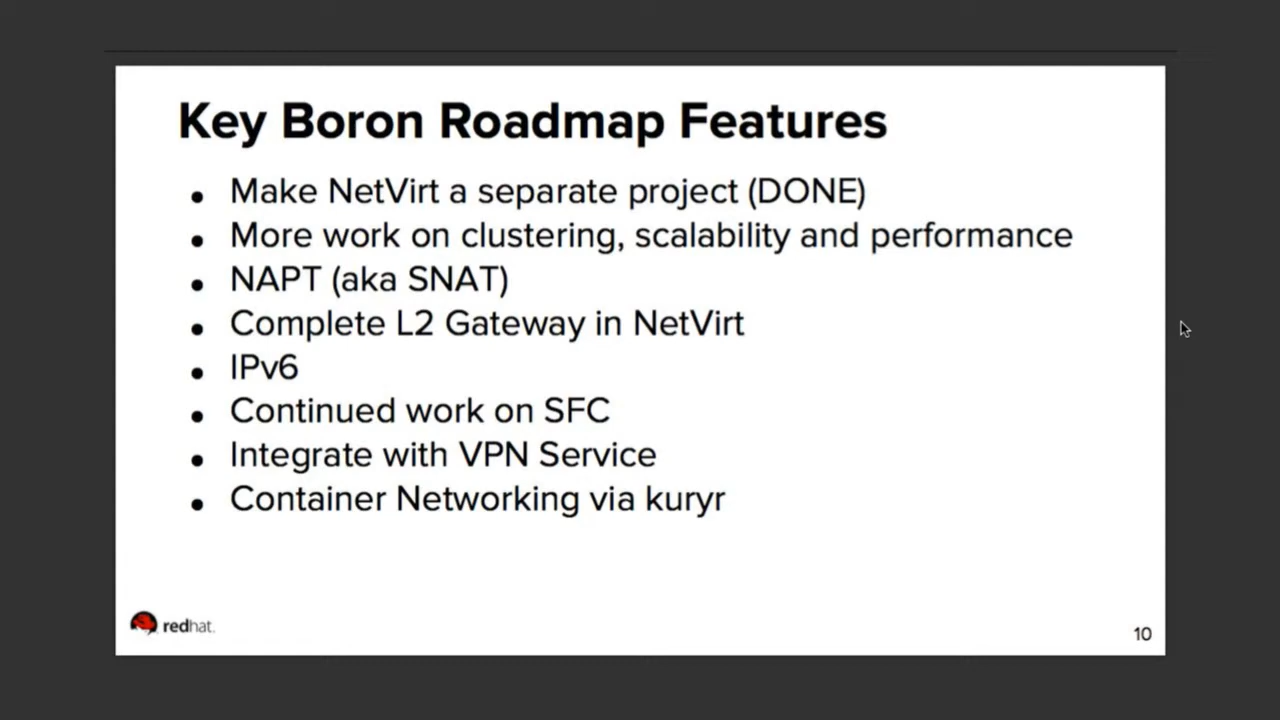 Key Boron Roadmap Features
● Make NetVirt a separate project (DONE)
● More work on clustering, scalability and performance
● NAPT (aka SNAT)
● Complete L2 Gateway in NetVirt
● IPv6
● Continued work on SFC
● Integrate with VPN Service
● Container Networking via kuryr
redhat.
10